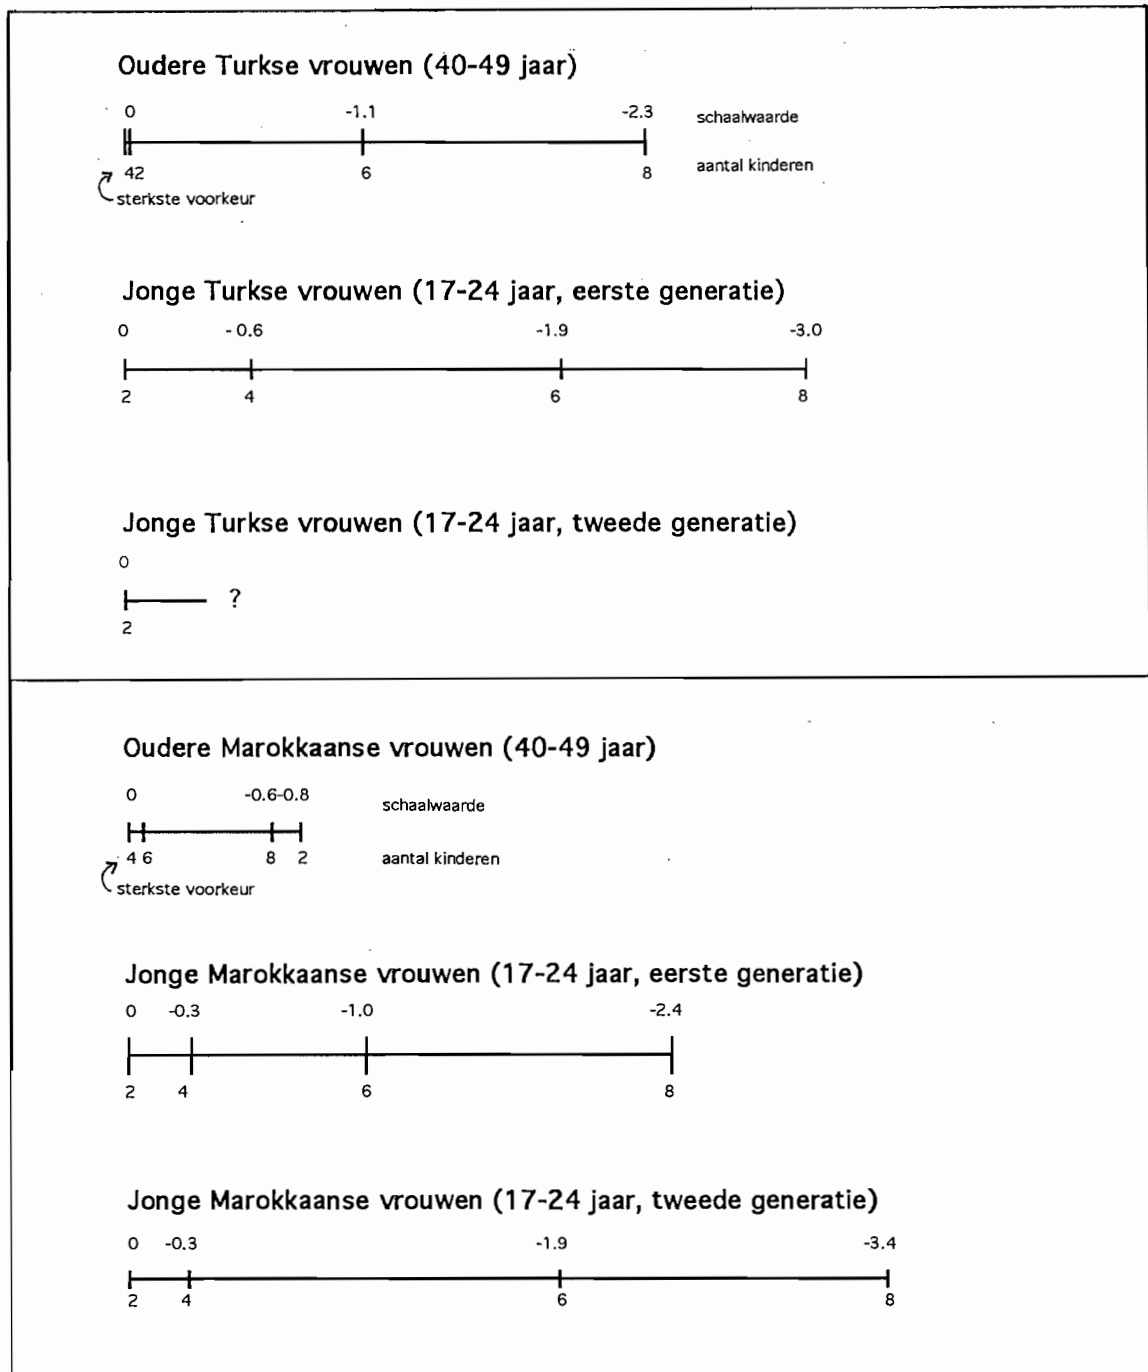 Oudere Turkse vrouwen (40-49 jaar)
0 -1.1 -2.3 schaalwaarde
42 6 8 aantal kinderen
sterkste voorkeur
Jonge Turkse vrouwen (17-24 jaar, eerste generatie)
0 - 0.6 -1.9 -3.0
2 4 6 8
Jonge Turkse vrouwen (17-24 jaar, tweede generatie)
0
?
2
Oudere Marokkaanse vrouwen (40-49 jaar)
0 -0.6-0.8 schaalwaarde
4 6 8 2 aantal kinderen
sterkste voorkeur
Jonge Marokkaanse vrouwen (17-24 jaar, eerste generatie)
0 -0.3 -1.0 -2.4
2 4 6 8
Jonge Marokkaanse vrouwen (17-24 jaar, tweede generatie)
0 -0.3 -1.9 -3.4
2 4 6 8